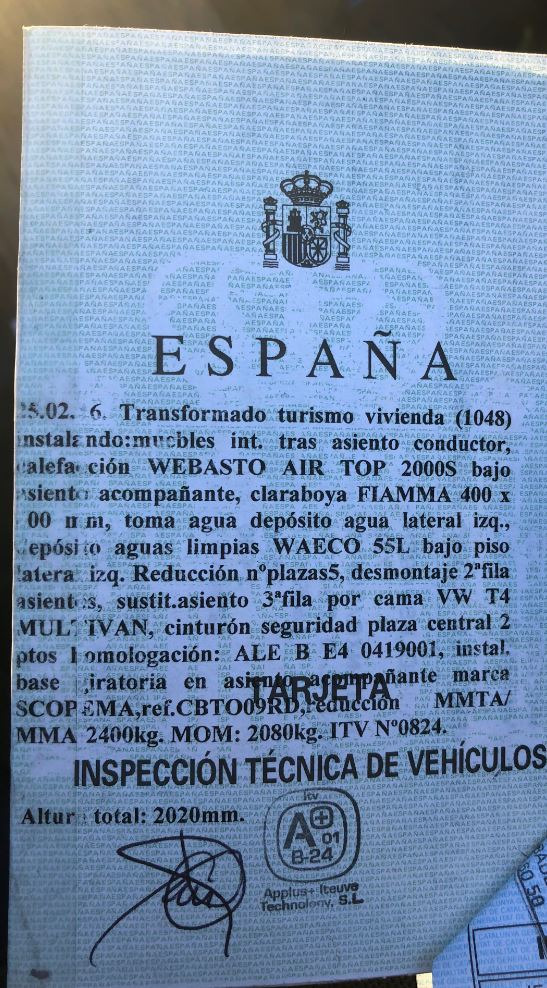 ESPAÑA
Transformado turismo vivienda (1048)
int. tras asiento conductor,
WEBASTO AIR TOP 2000S bajo
acompañante, claraboya FIAMMA 400 x
toma agua depósito agua lateral izq.,
aguas limpias WAECO 55L bajo piso
izq. Reducción nºplazas5, desmontaje 2ªfila
sustit.asiento 3ªfila por cama VW T4
cinturón seguridad plaza central 2
ALE B E4 0419001, instal.
base en asiento acompañante marca
TARJETA
SCOPEMA,ref.CBTO09RD,reducción MMTA/
MMA 2400kg. MOM: 2080kg. ITV Nº0824.
INSPECCIÓN TÉCNICA DE VEHÍCULOS
total: 2020mm.
itv
A+ 01
B-24
Applus+ Iteuve
Technology, S.L